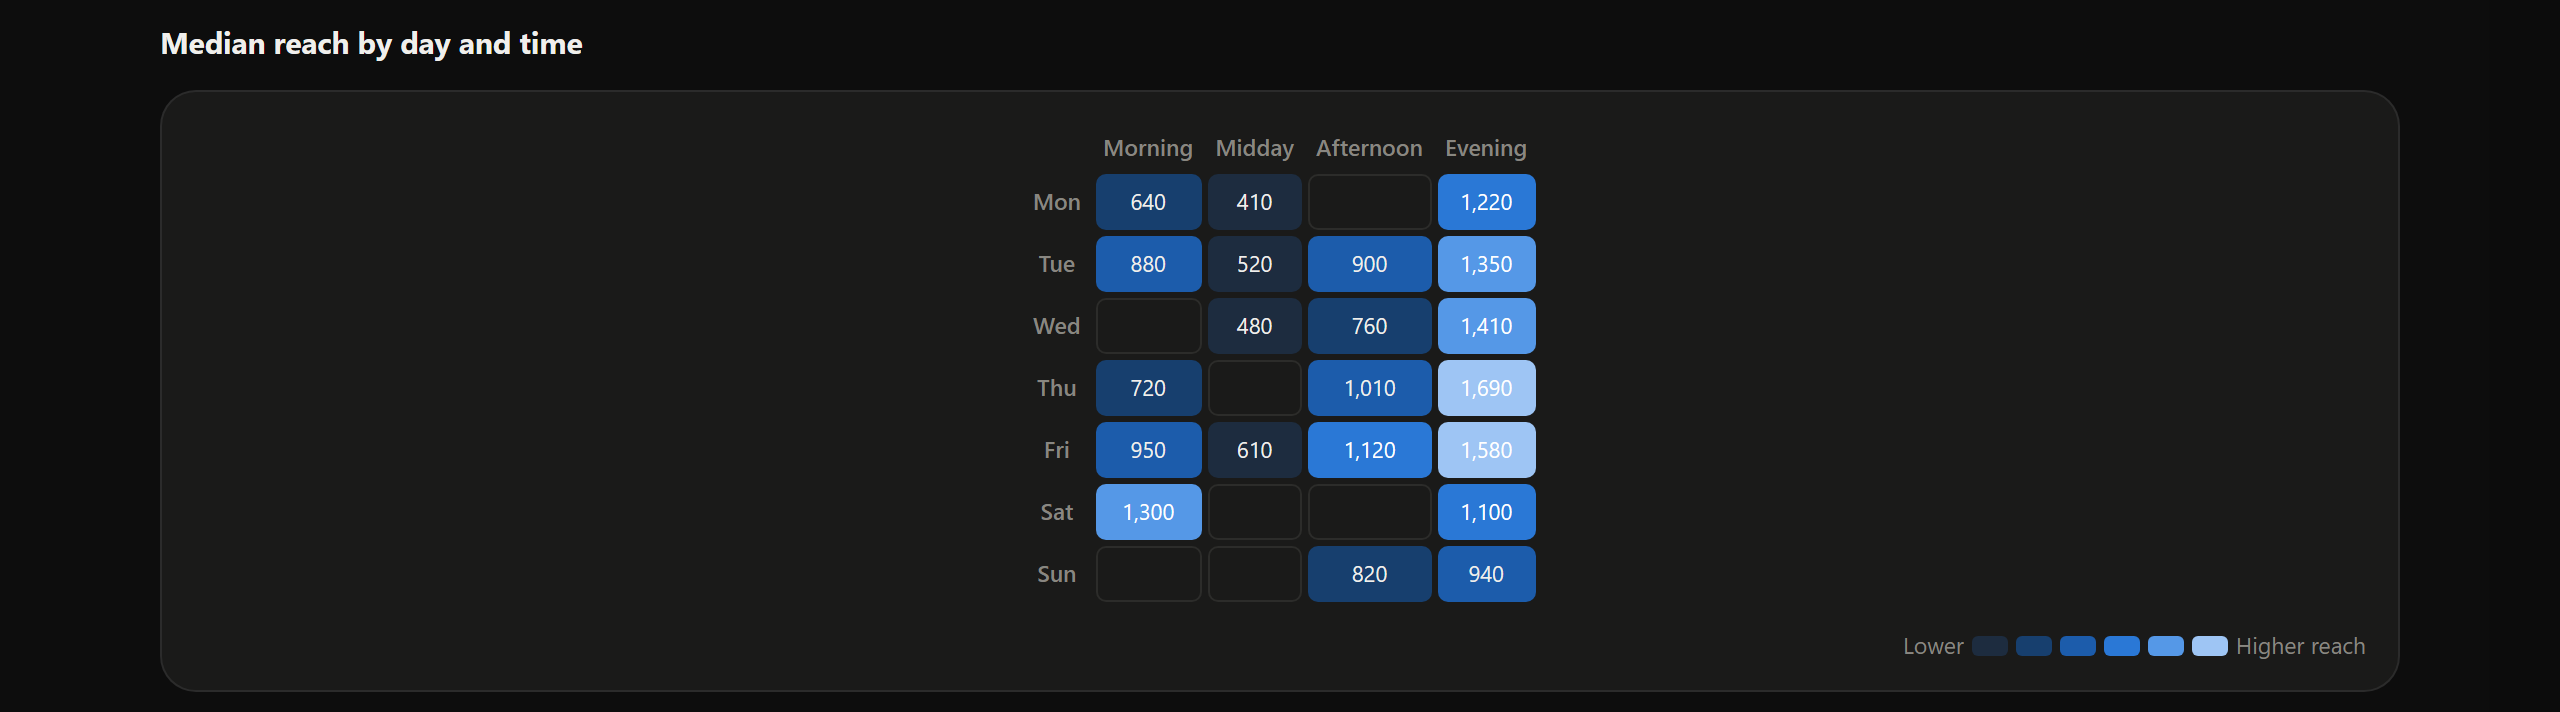 Median reach by day and time
Morning Midday Afternoon Evening
Mon 640 410 1,220
Tue 880 520 900 1,350
Wed 480 760 1,410
Thu 720 1,010 1,690
Fri 950 610 1,120 1,580
Sat 1,300 1,100
Sun 820 940
Lower Higher reach